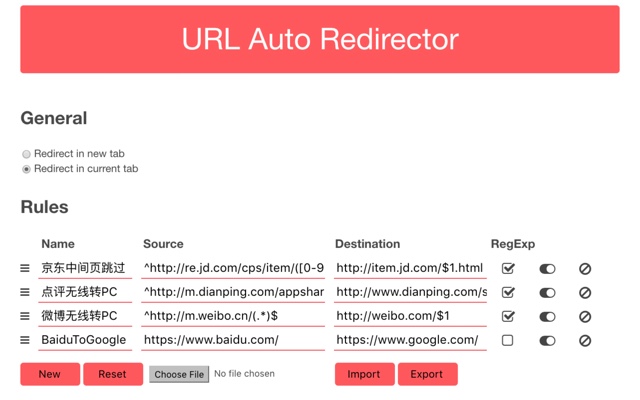 URL Auto Redirector
General
Redirect in new tab
Redirect in current tab
Rules
Name Source Destination RegExp
京东中间页跳过 ^http://re.jd.com/cps/item/([0-9 http://item.jd.com/$1.html
点评无线转PC ^http://m.dianping.com/appshar http://www.dianping.com/s
微博无线转PC ^http://m.weibo.cn/(.*)$ http://weibo.com/$1
BaiduToGoogle https://www.baidu.com/ https://www.google.com/
New Reset Choose File No file chosen Import Export